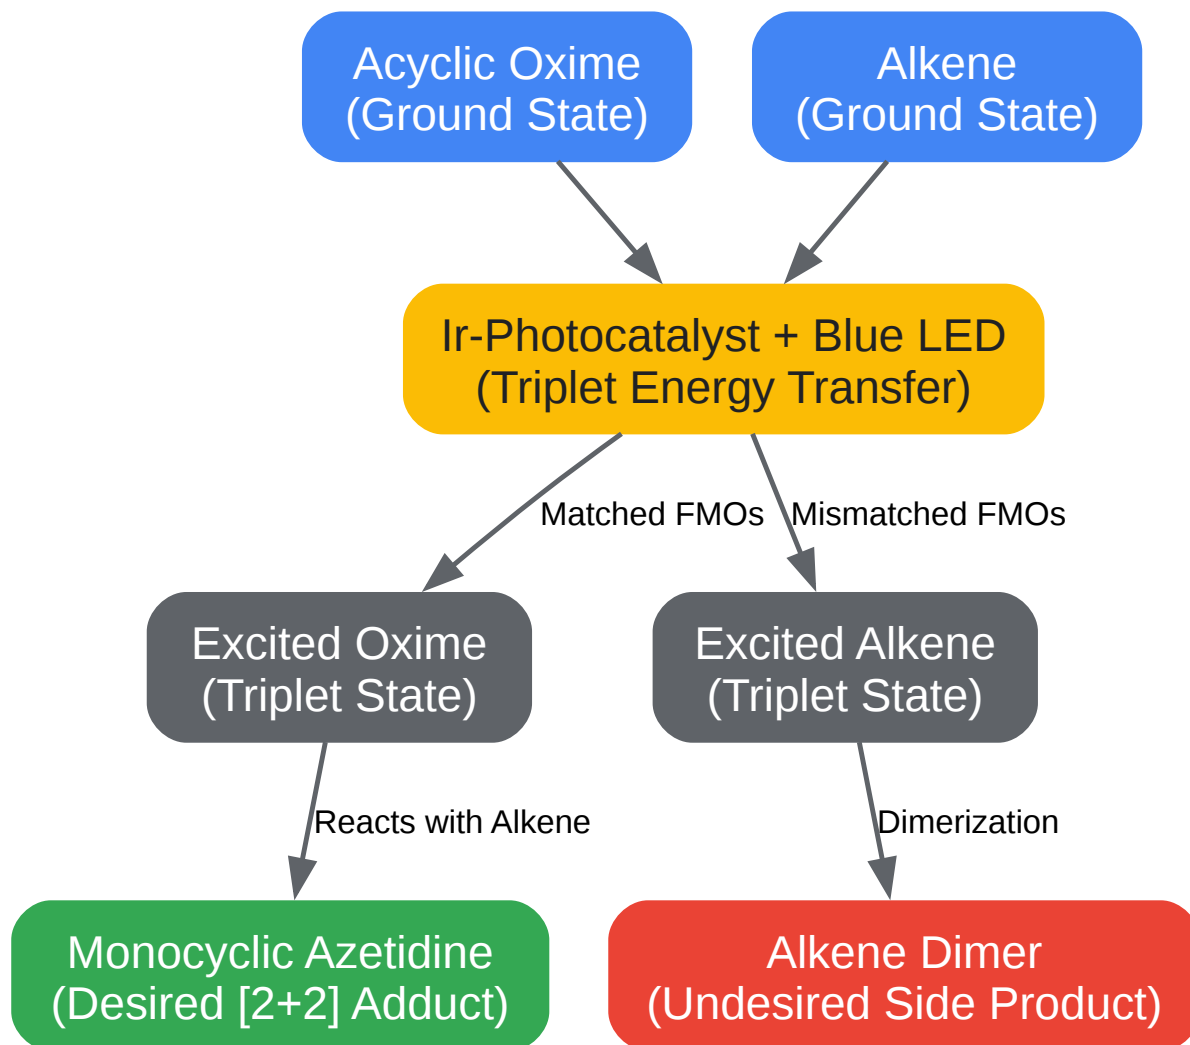 Acyclic Oxime
(Ground State)
Alkene
(Ground State)
Ir-Photocatalyst + Blue LED
(Triplet Energy Transfer)
Matched FMOs
Mismatched FMOs
Excited Oxime
(Triplet State)
Excited Alkene
(Triplet State)
Reacts with Alkene
Dimerization
Monocyclic Azetidine
(Desired [2+2] Adduct)
Alkene Dimer
(Undesired Side Product)